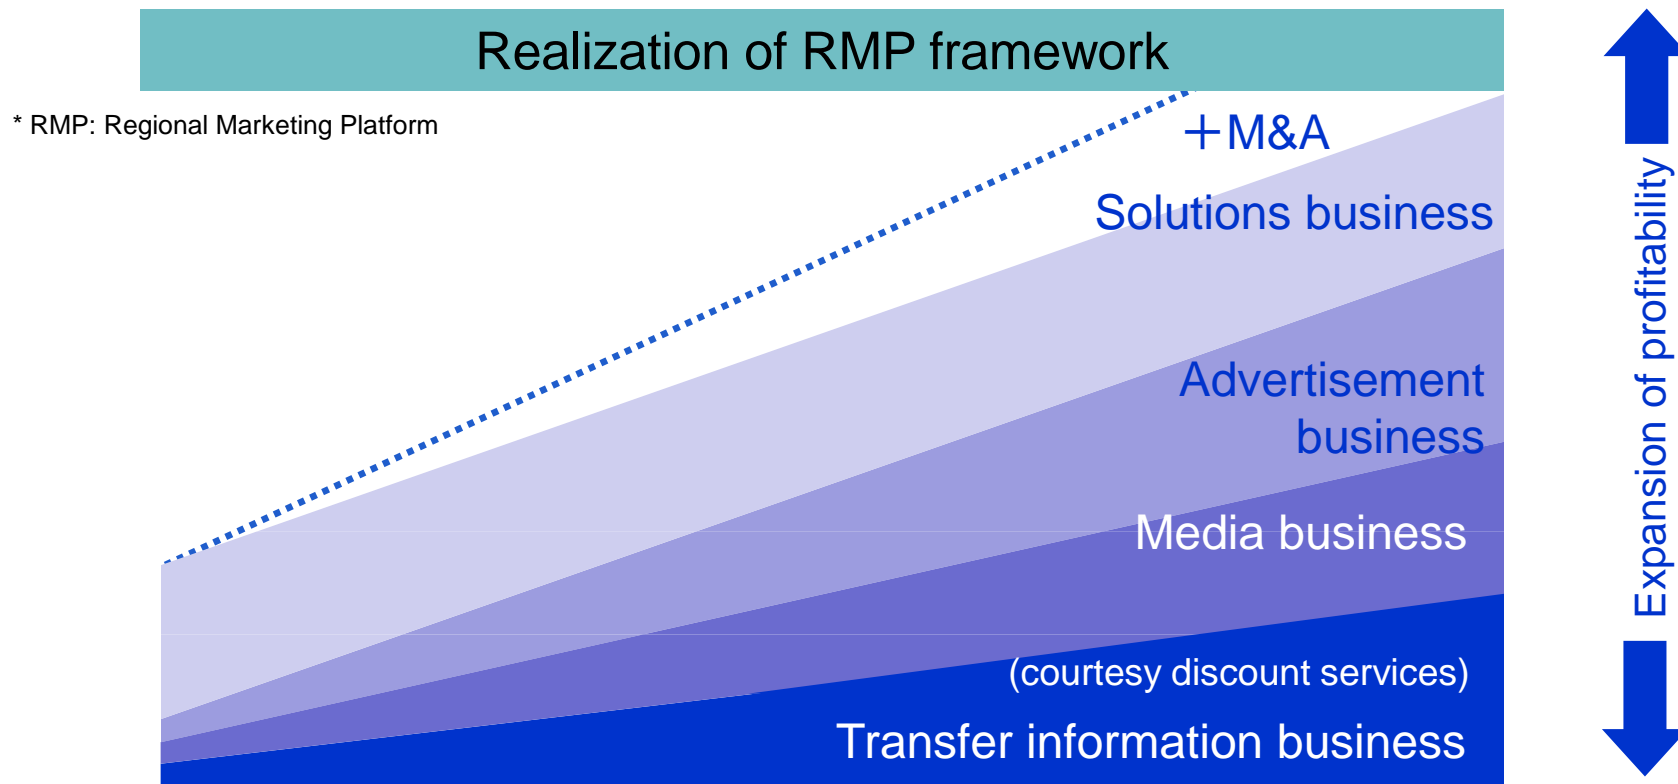 Realization of RMP framework
* RMP: Regional Marketing Platform
＋M&A
Solutions business
Advertisement
business
Media business
(courtesy discount services)
Transfer information business
Expansion of profitability